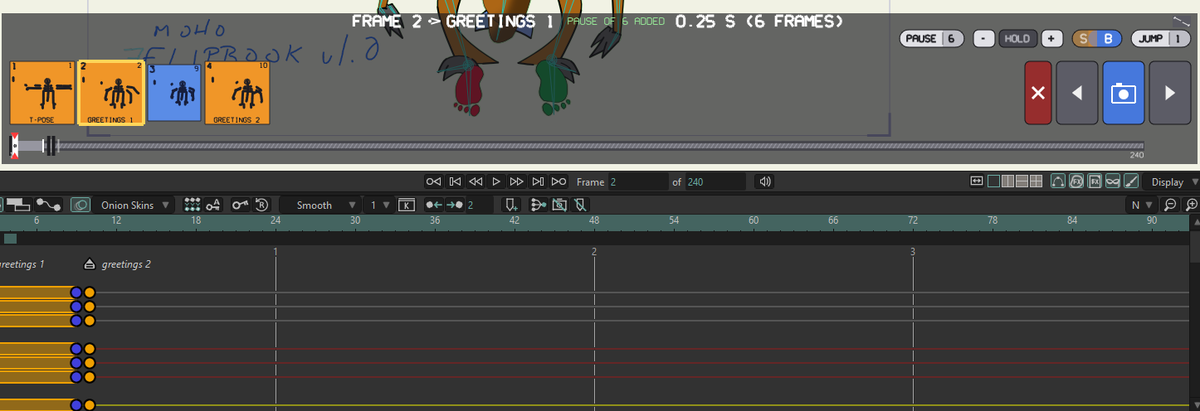 FRAME 2 <> GREETINGS 1 PAUSE OF 6 ADDED 0.25 S (6 FRAMES)
MOHO
FLIPBOOK v1.0
PAUSE 6 - HOLD + S B JUMP 1
1 1 2 2 3 9 4 10
T-POSE GREETINGS 1 GREETINGS 2
240
Frame 2 of 240 Display
Onion Skins Smooth 1 K 2 N
6 12 18 24 30 36 42 48 54 60 66 72 78 84 90
1 2 3
reetings 1 greetings 2